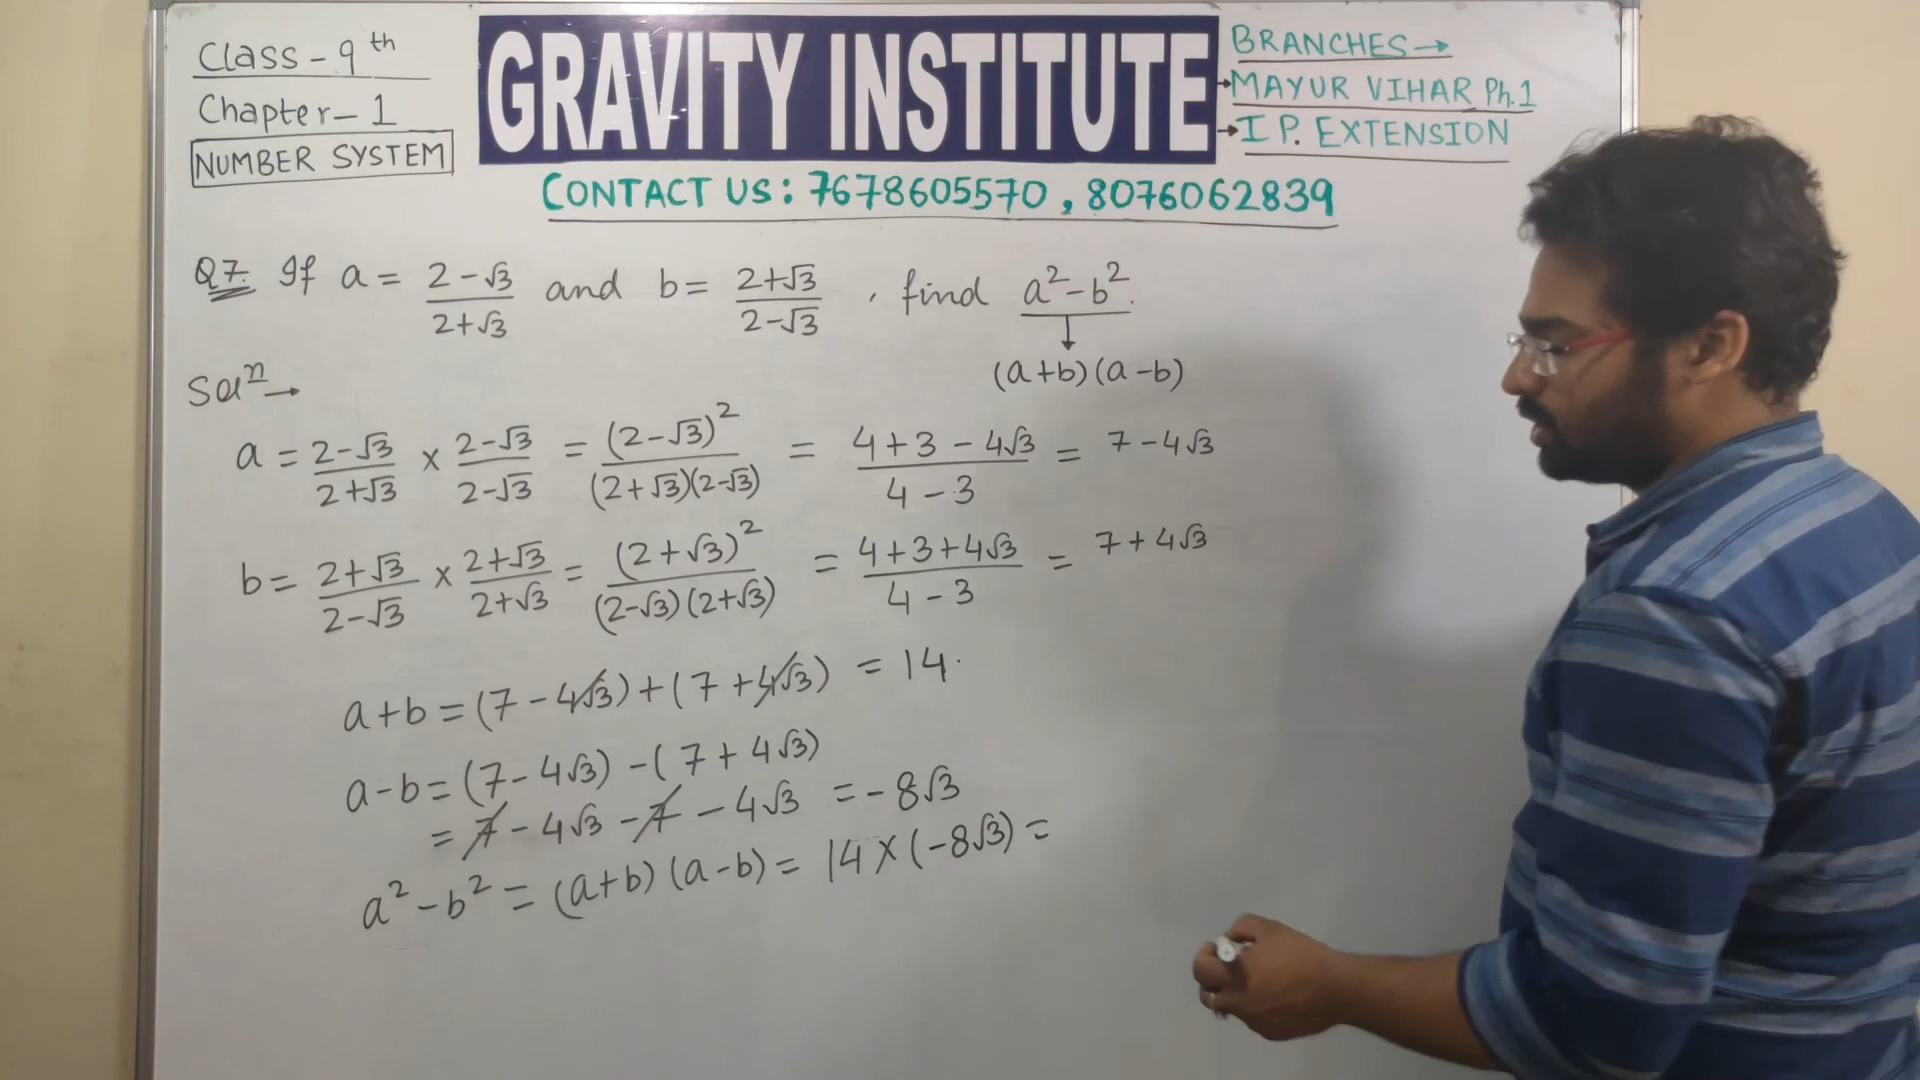 Class - 9th
Chapter - 1
NUMBER SYSTEM
GRAVITY INSTITUTE
BRANCHES →
→ MAYUR VIHAR Ph.1
→ I P. EXTENSION
CONTACT US : 7678605570 , 8076062839
Q7. If a = (2-√3)/(2+√3) and b = (2+√3)/(2-√3) , find a²-b².
↓
(a+b)(a-b)
Solⁿ →
a = (2-√3)/(2+√3) × (2-√3)/(2-√3) = (2-√3)²/(2+√3)(2-√3) = (4+3-4√3)/(4-3) = 7-4√3
b = (2+√3)/(2-√3) × (2+√3)/(2+√3) = (2+√3)²/(2-√3)(2+√3) = (4+3+4√3)/(4-3) = 7+4√3
a+b = (7-4√3)+(7+4√3) = 14.
a-b = (7-4√3)-(7+4√3)
= 7-4√3-7-4√3 = -8√3
a²-b² = (a+b)(a-b) = 14×(-8√3) =